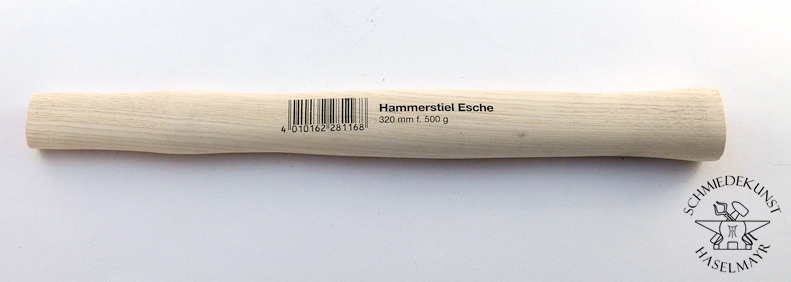 Hammerstiel Esche
320 mm f. 500 g
4 010162 281168
SCHMIEDEKUNST
HASELMAYR